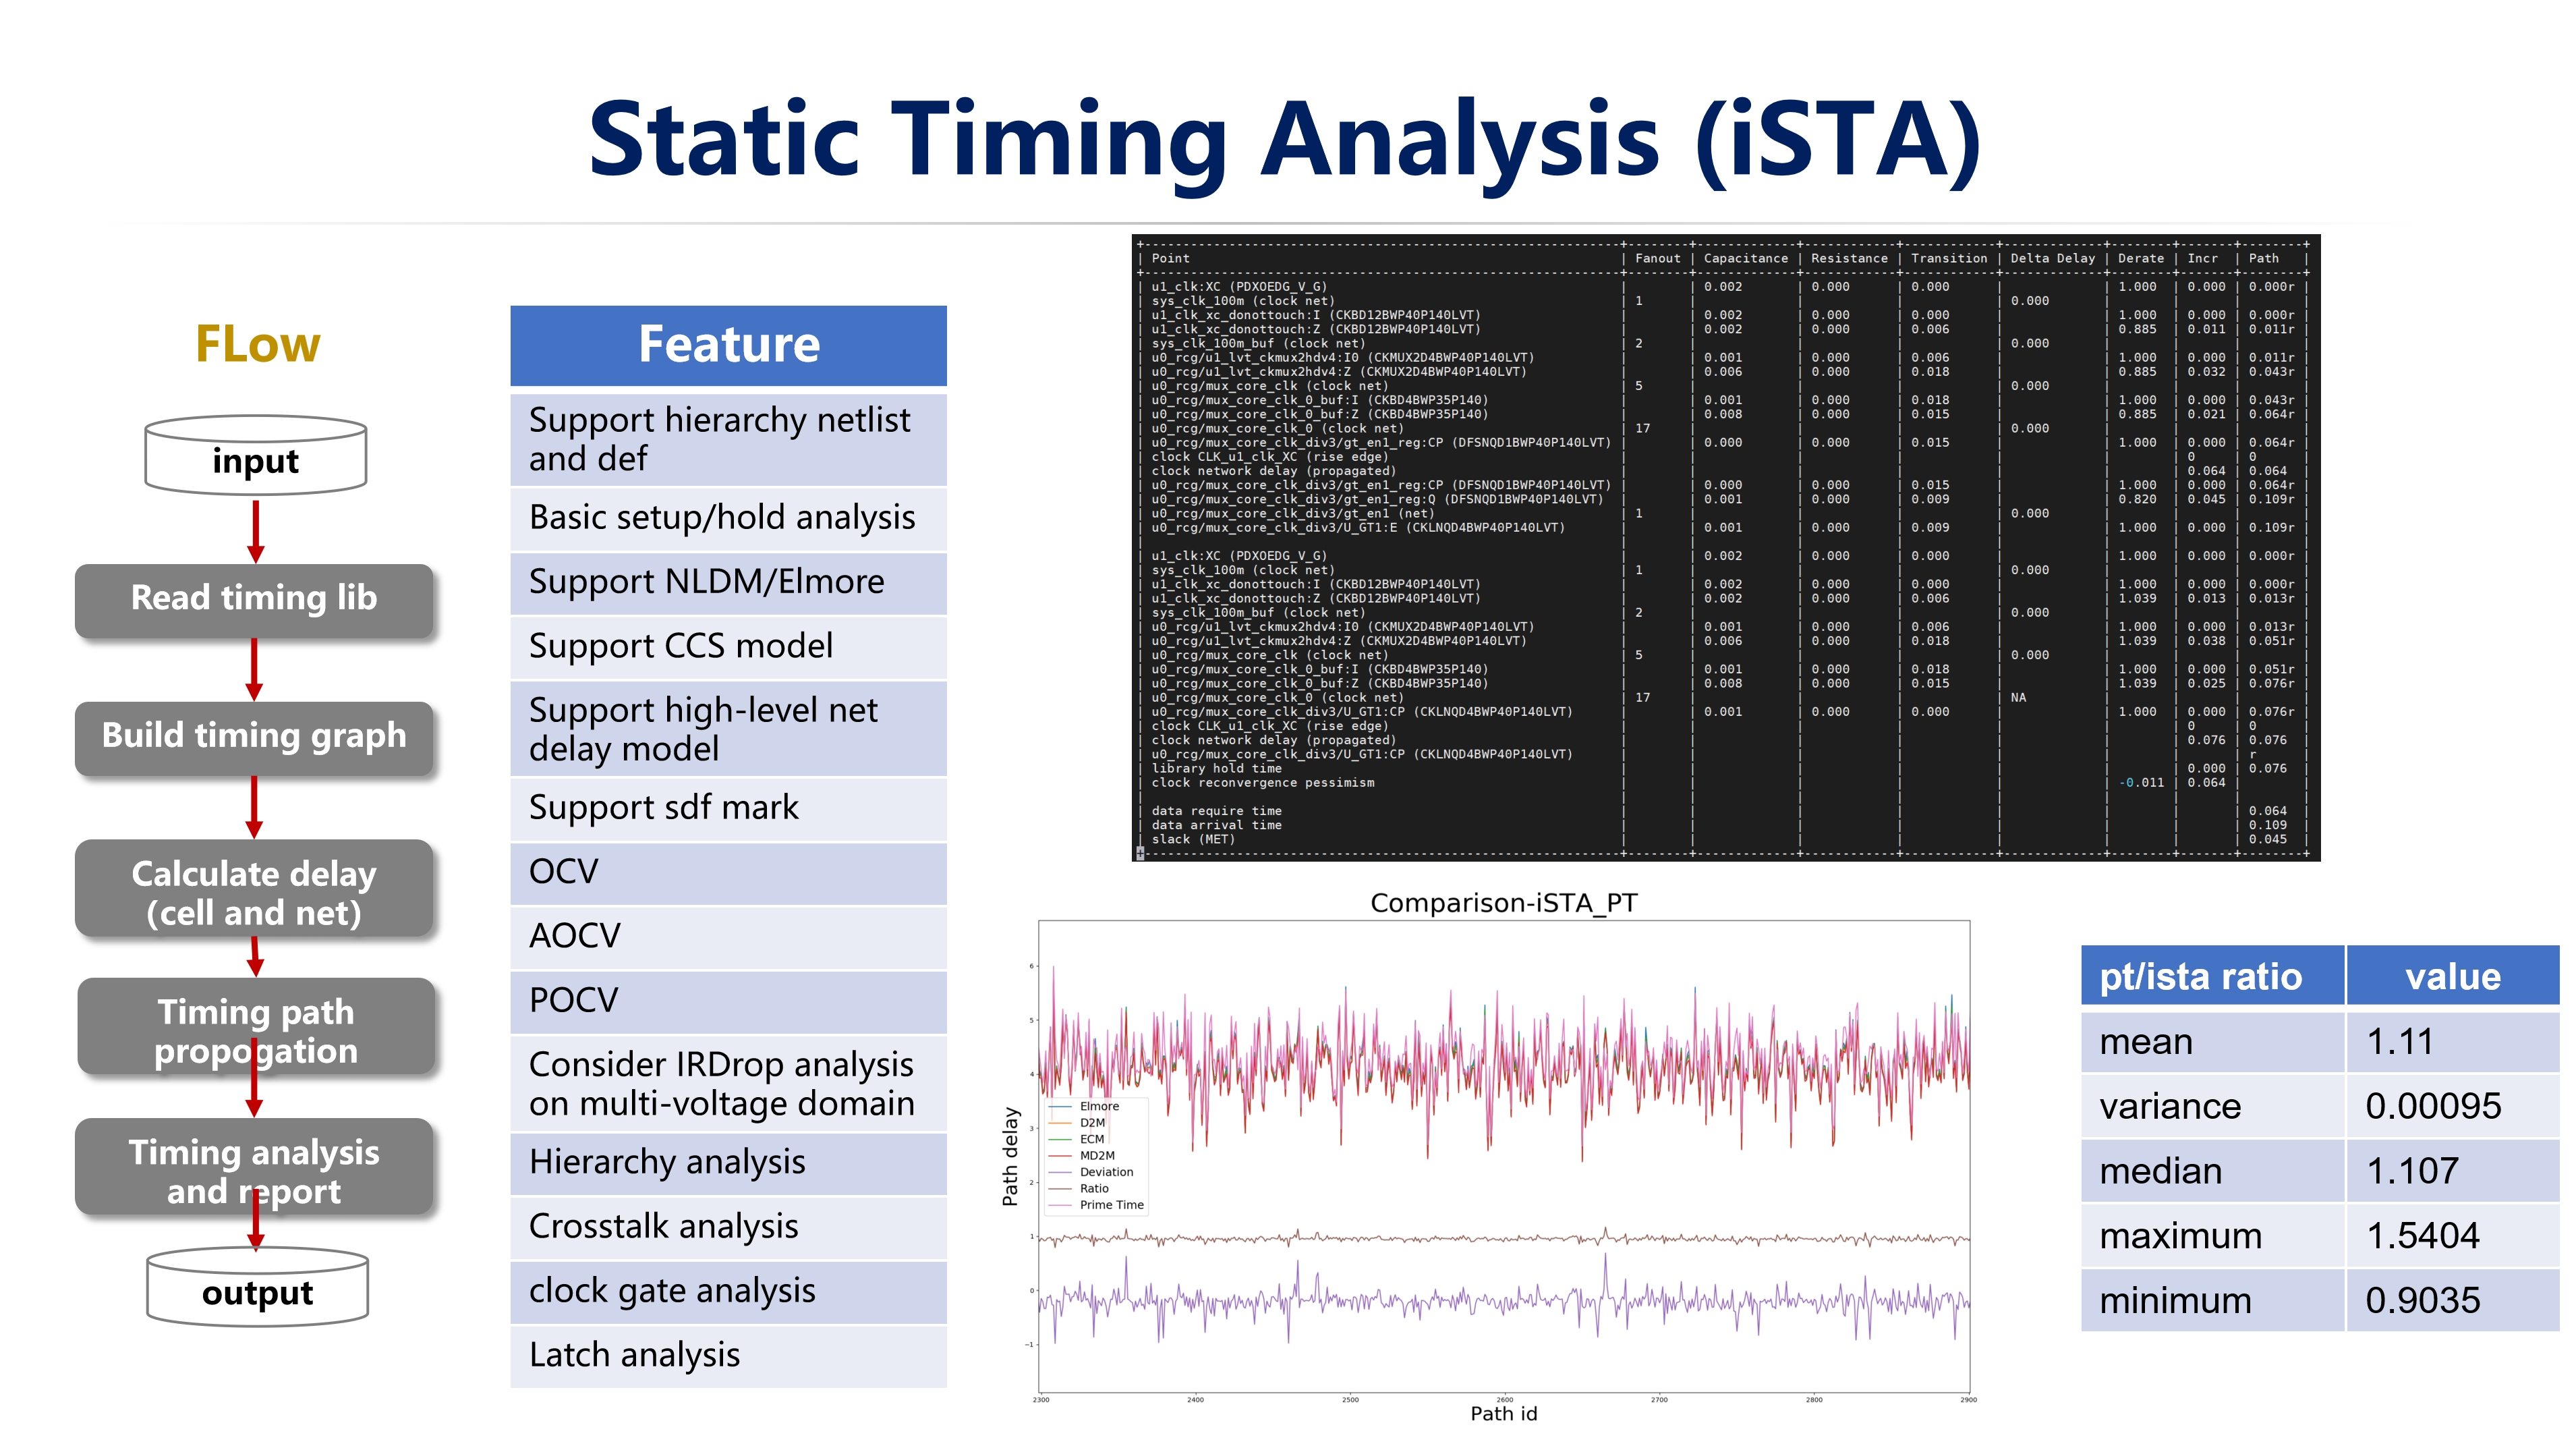 Static Timing Analysis (iSTA)
FLow
input
Read timing lib
Build timing graph
Calculate delay
(cell and net)
Timing path
propogation
Timing analysis
and report
output
Feature
Support hierarchy netlist
and def
Basic setup/hold analysis
Support NLDM/Elmore
Support CCS model
Support high-level net
delay model
Support sdf mark
OCV
AOCV
POCV
Consider IRDrop analysis
on multi-voltage domain
Hierarchy analysis
Crosstalk analysis
clock gate analysis
Latch analysis
| Point | Fanout | Capacitance | Resistance | Transition | Delta Delay | Derate | Incr | Path |
| u1_clk:XC (PDXOEDG_V_G) | | 0.002 | 0.000 | 0.000 | | 1.000 | 0.000 | 0.000r |
| sys_clk_100m (clock net) | 1 | | | | 0.000 | | | |
| u1_clk_xc_donottouch:I (CKBD12BWP40P140LVT) | | 0.002 | 0.000 | 0.000 | | 1.000 | 0.000 | 0.000r |
| u1_clk_xc_donottouch:Z (CKBD12BWP40P140LVT) | | 0.002 | 0.000 | 0.006 | | 0.885 | 0.011 | 0.011r |
| sys_clk_100m_buf (clock net) | 2 | | | | 0.000 | | | |
| u0_rcg/u1_lvt_ckmux2hdv4:I0 (CKMUX2D4BWP40P140LVT) | | 0.001 | 0.000 | 0.006 | | 1.000 | 0.000 | 0.011r |
| u0_rcg/u1_lvt_ckmux2hdv4:Z (CKMUX2D4BWP40P140LVT) | | 0.006 | 0.000 | 0.018 | | 0.885 | 0.032 | 0.043r |
| u0_rcg/mux_core_clk (clock net) | 5 | | | | 0.000 | | | |
| u0_rcg/mux_core_clk_0_buf:I (CKBD4BWP35P140) | | 0.001 | 0.000 | 0.018 | | 1.000 | 0.000 | 0.043r |
| u0_rcg/mux_core_clk_0_buf:Z (CKBD4BWP35P140) | | 0.008 | 0.000 | 0.015 | | 0.885 | 0.021 | 0.064r |
| u0_rcg/mux_core_clk_0 (clock net) | 17 | | | | 0.000 | | | |
| u0_rcg/mux_core_clk_div3/gt_en1_reg:CP (DFSNQD1BWP40P140LVT) | | 0.000 | 0.000 | 0.015 | | 1.000 | 0.000 | 0.064r |
| clock CLK_u1_clk_XC (rise edge) | | | | | | | 0 | 0 |
| clock network delay (propagated) | | | | | | | 0.064 | 0.064 |
| u0_rcg/mux_core_clk_div3/gt_en1_reg:CP (DFSNQD1BWP40P140LVT) | | 0.000 | 0.000 | 0.015 | | 1.000 | 0.000 | 0.064r |
| u0_rcg/mux_core_clk_div3/gt_en1_reg:Q (DFSNQD1BWP40P140LVT) | | 0.001 | 0.000 | 0.009 | | 0.820 | 0.045 | 0.109r |
| u0_rcg/mux_core_clk_div3/gt_en1 (net) | 1 | | | | 0.000 | | | |
| u0_rcg/mux_core_clk_div3/U_GT1:E (CKLNQD4BWP40P140LVT) | | 0.001 | 0.000 | 0.009 | | 1.000 | 0.000 | 0.109r |
| u1_clk:XC (PDXOEDG_V_G) | | 0.002 | 0.000 | 0.000 | | 1.000 | 0.000 | 0.000r |
| sys_clk_100m (clock net) | 1 | | | | 0.000 | | | |
| u1_clk_xc_donottouch:I (CKBD12BWP40P140LVT) | | 0.002 | 0.000 | 0.000 | | 1.000 | 0.000 | 0.000r |
| u1_clk_xc_donottouch:Z (CKBD12BWP40P140LVT) | | 0.002 | 0.000 | 0.006 | | 1.039 | 0.013 | 0.013r |
| sys_clk_100m_buf (clock net) | 2 | | | | 0.000 | | | |
| u0_rcg/u1_lvt_ckmux2hdv4:I0 (CKMUX2D4BWP40P140LVT) | | 0.001 | 0.000 | 0.006 | | 1.000 | 0.000 | 0.013r |
| u0_rcg/u1_lvt_ckmux2hdv4:Z (CKMUX2D4BWP40P140LVT) | | 0.006 | 0.000 | 0.018 | | 1.039 | 0.038 | 0.051r |
| u0_rcg/mux_core_clk (clock net) | 5 | | | | 0.000 | | | |
| u0_rcg/mux_core_clk_0_buf:I (CKBD4BWP35P140) | | 0.001 | 0.000 | 0.018 | | 1.000 | 0.000 | 0.051r |
| u0_rcg/mux_core_clk_0_buf:Z (CKBD4BWP35P140) | | 0.008 | 0.000 | 0.015 | | 1.039 | 0.025 | 0.076r |
| u0_rcg/mux_core_clk_0 (clock net) | 17 | | | | NA | | | |
| u0_rcg/mux_core_clk_div3/U_GT1:CP (CKLNQD4BWP40P140LVT) | | 0.001 | 0.000 | 0.000 | | 1.000 | 0.000 | 0.076r |
| clock CLK_u1_clk_XC (rise edge) | | | | | | | 0 | 0 |
| clock network delay (propagated) | | | | | | | 0.076 | 0.076 |
| u0_rcg/mux_core_clk_div3/U_GT1:CP (CKLNQD4BWP40P140LVT) | | | | | | | | r |
| library hold time | | | | | | | 0.000 | 0.076 |
| clock reconvergence pessimism | | | | | | -0.011 | 0.064 | |
| data require time | | | | | | | | 0.064 |
| data arrival time | | | | | | | | 0.109 |
| slack (MET) | | | | | | | | 0.045 |
Comparison-iSTA_PT
Path delay
6
5
4
3
2
1
0
−1
Elmore
D2M
ECM
MD2M
Deviation
Ratio
Prime Time
2300 2400 2500 2600 2700 2800 2900
Path id
pt/ista ratio value
mean 1.11
variance 0.00095
median 1.107
maximum 1.5404
minimum 0.9035